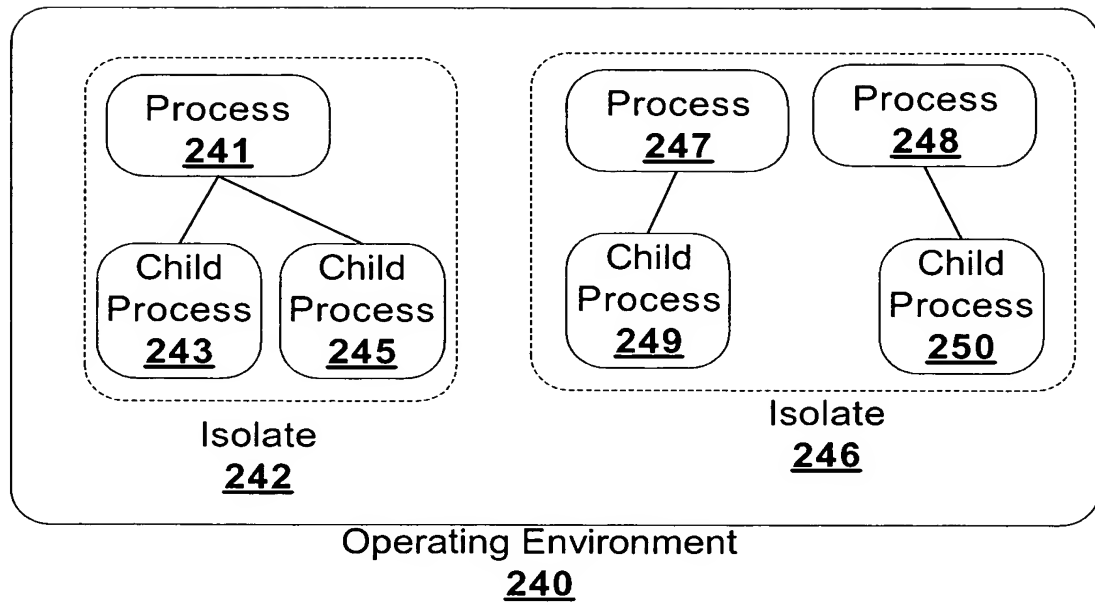 Process
241
Child
Process
243
Child
Process
245
Isolate
242
Process
247
Process
248
Child
Process
249
Child
Process
250
Isolate
246
Operating Environment
240